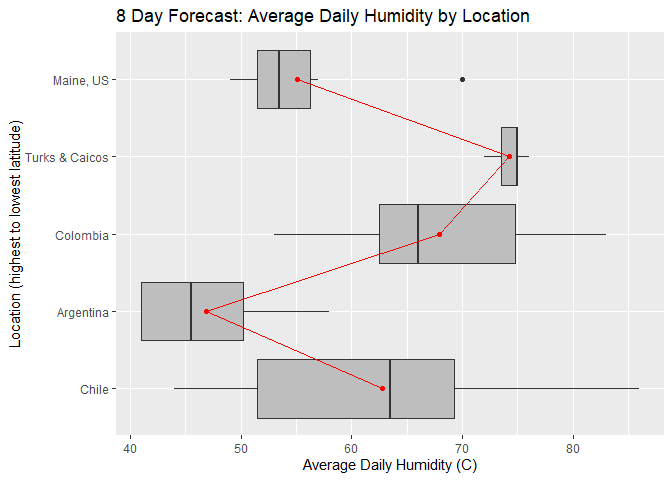 8 Day Forecast: Average Daily Humidity by Location
Location (highest to lowest latitude)
Maine, US
Turks & Caicos
Colombia
Argentina
Chile
40 50 60 70 80
Average Daily Humidity (C)